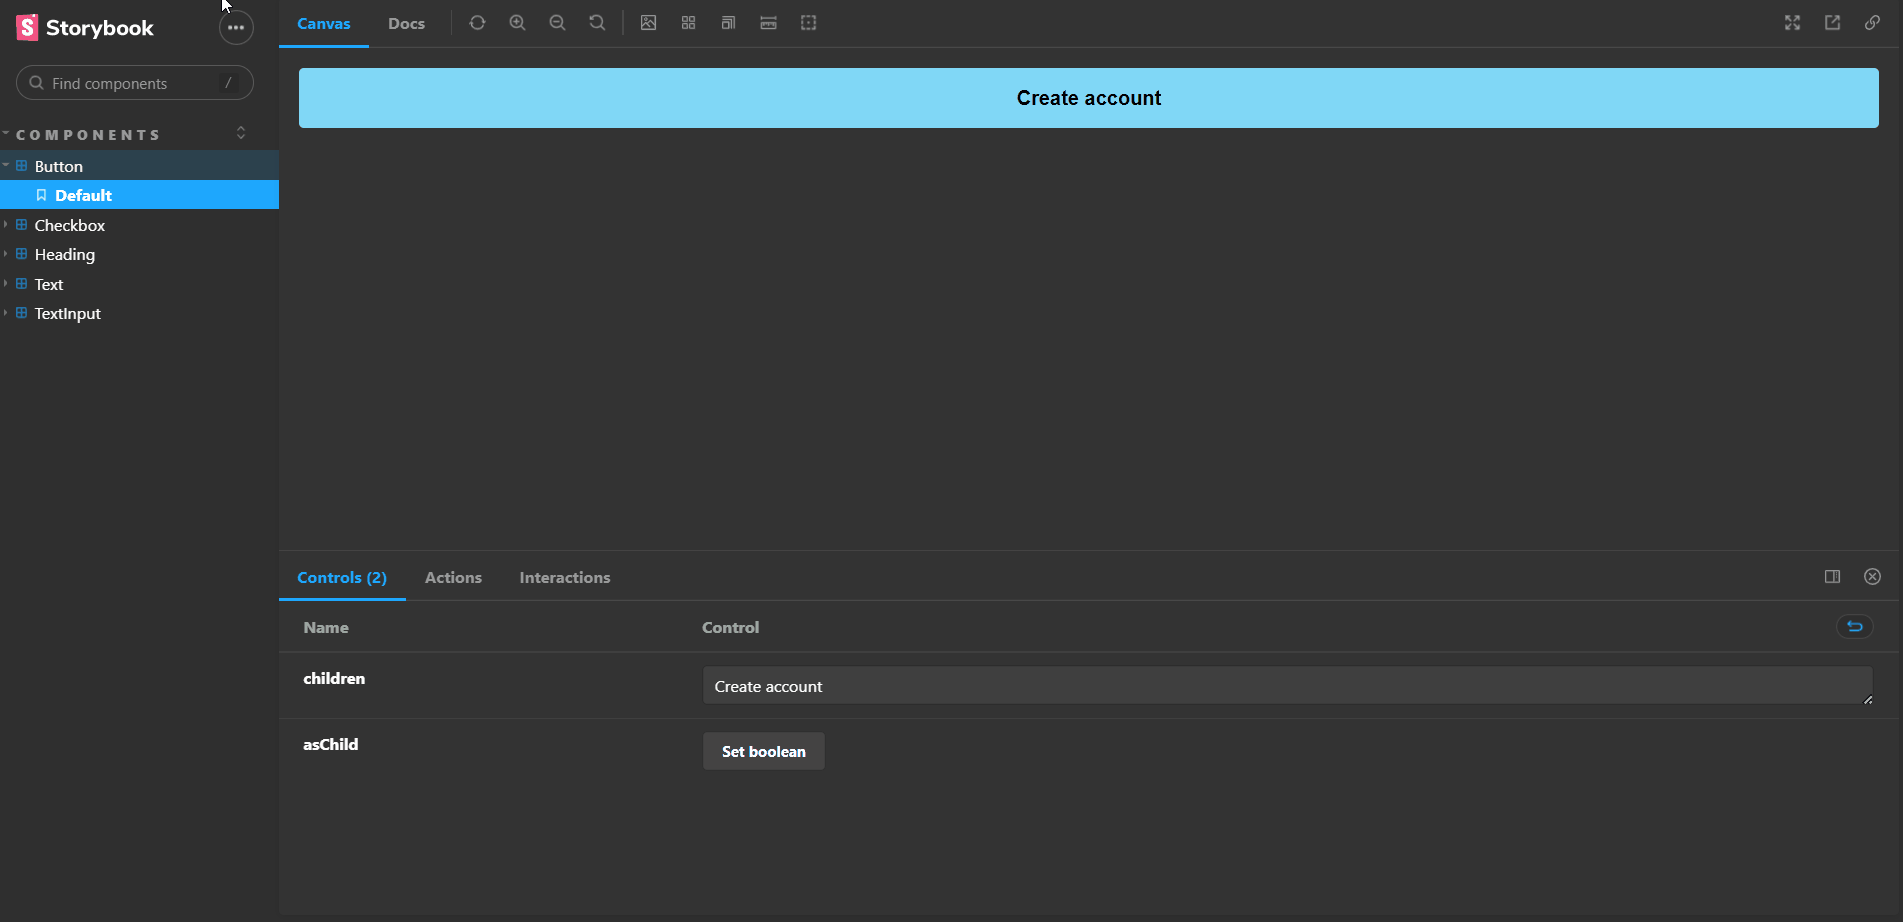 Storybook
Find components /
COMPONENTS
Button
Default
Checkbox
Heading
Text
TextInput
Canvas Docs
Create account
Controls (2) Actions Interactions
Name Control
children Create account
asChild Set boolean